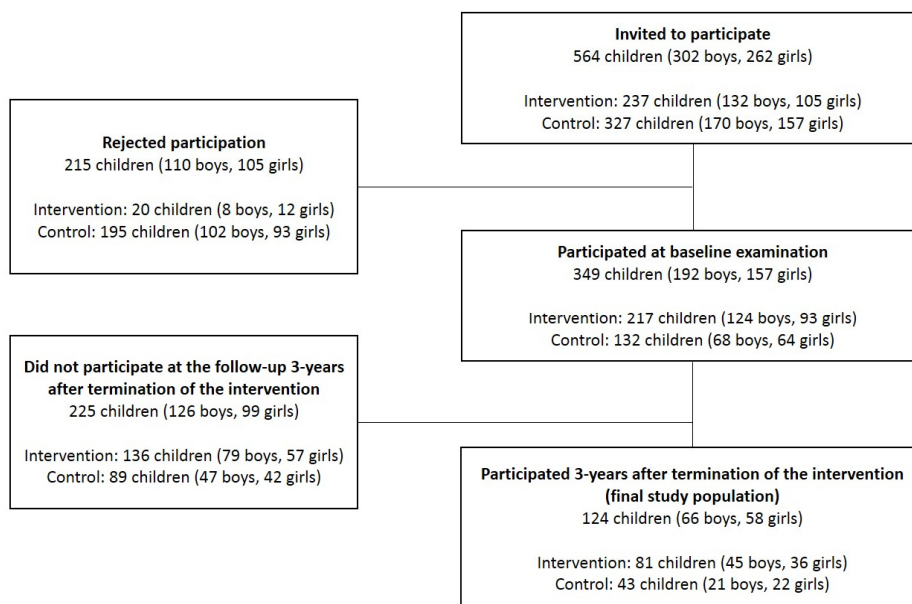 Invited to participate
564 children (302 boys, 262 girls)
Intervention: 237 children (132 boys, 105 girls)
Control: 327 children (170 boys, 157 girls)
Rejected participation
215 children (110 boys, 105 girls)
Intervention: 20 children (8 boys, 12 girls)
Control: 195 children (102 boys, 93 girls)
Participated at baseline examination
349 children (192 boys, 157 girls)
Intervention: 217 children (124 boys, 93 girls)
Control: 132 children (68 boys, 64 girls)
Did not participate at the follow-up 3-years
after termination of the intervention
225 children (126 boys, 99 girls)
Intervention: 136 children (79 boys, 57 girls)
Control: 89 children (47 boys, 42 girls)
Participated 3-years after termination of the intervention
(final study population)
124 children (66 boys, 58 girls)
Intervention: 81 children (45 boys, 36 girls)
Control: 43 children (21 boys, 22 girls)